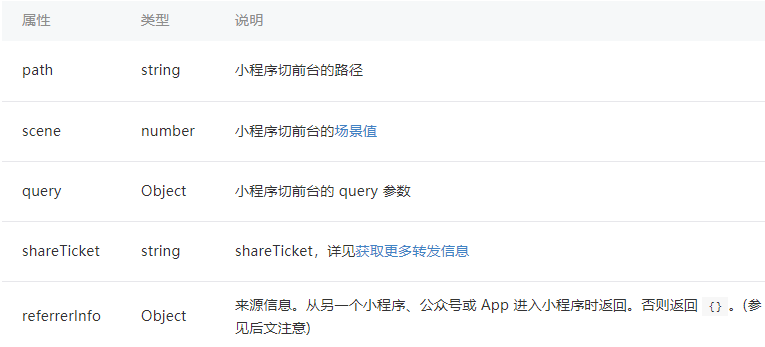 属性 类型 说明
path string 小程序切前台的路径
scene number 小程序切前台的场景值
query Object 小程序切前台的 query 参数
shareTicket string shareTicket，详见获取更多转发信息
referrerInfo Object 来源信息。从另一个小程序、公众号或 App 进入小程序时返回。否则返回 {} 。(参
见后文注意)